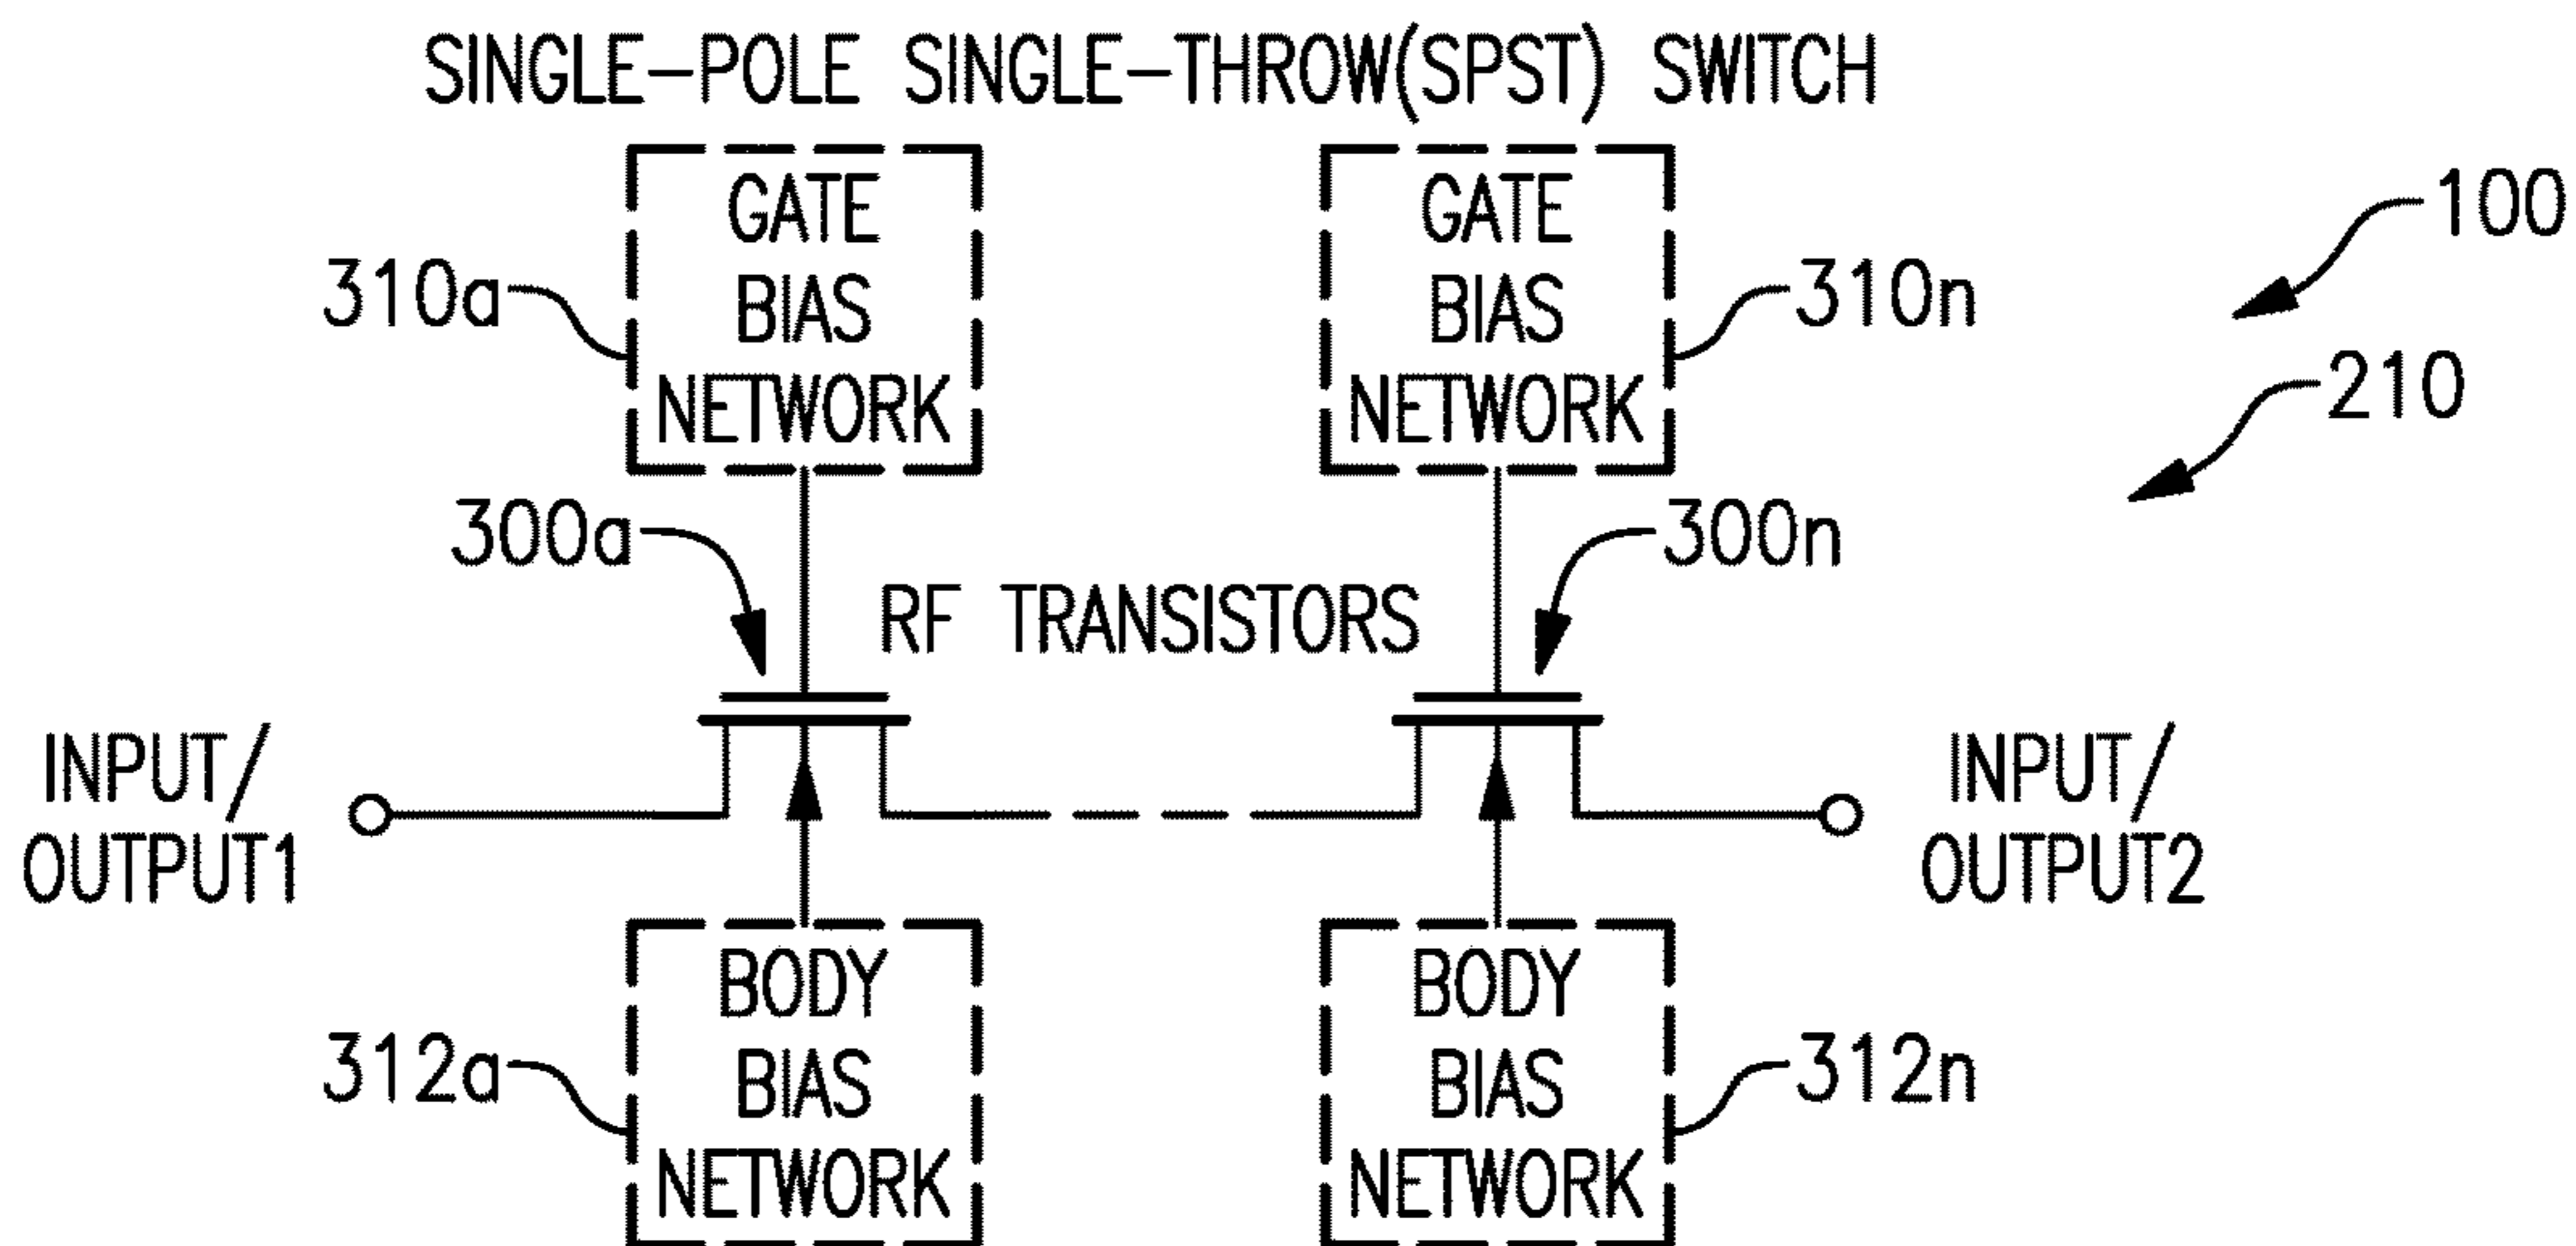 SINGLE-POLE SINGLE-THROW(SPST) SWITCH
GATE
BIAS
NETWORK
310a
GATE
BIAS
NETWORK
310n
100
210
300a
RF TRANSISTORS
300n
INPUT/
OUTPUT1
INPUT/
OUTPUT2
BODY
BIAS
NETWORK
312a
BODY
BIAS
NETWORK
312n